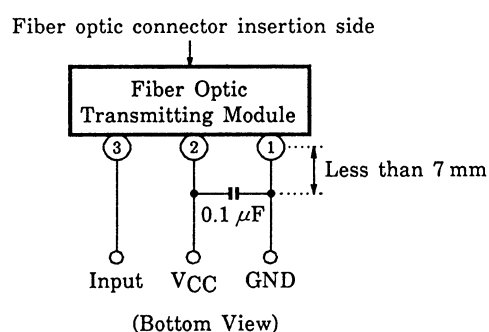 Fiber optic connector insertion side
Fiber Optic
Transmitting Module
3 2 1
Less than 7 mm
0.1 μF
Input VCC GND
(Bottom View)